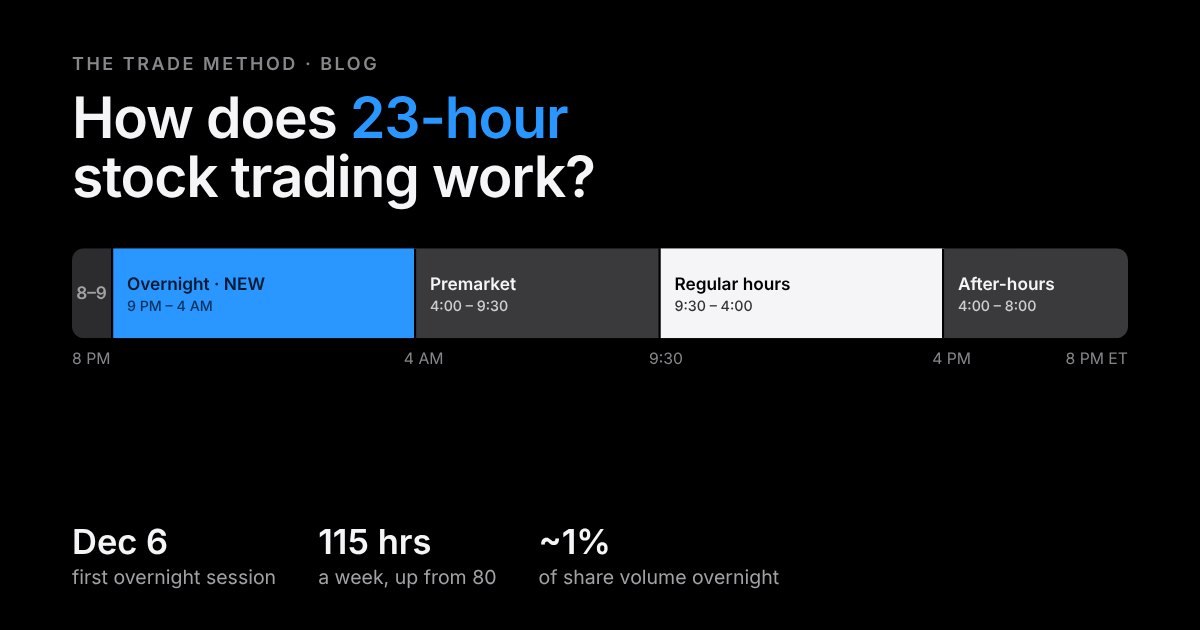 THE TRADE METHOD · BLOG
How does 23-hour
stock trading work?
8–9
Overnight · NEW
9 PM – 4 AM
Premarket
4:00 – 9:30
Regular hours
9:30 – 4:00
After-hours
4:00 – 8:00
8 PM
4 AM
9:30
4 PM
8 PM ET
Dec 6
first overnight session
115 hrs
a week, up from 80
~1%
of share volume overnight